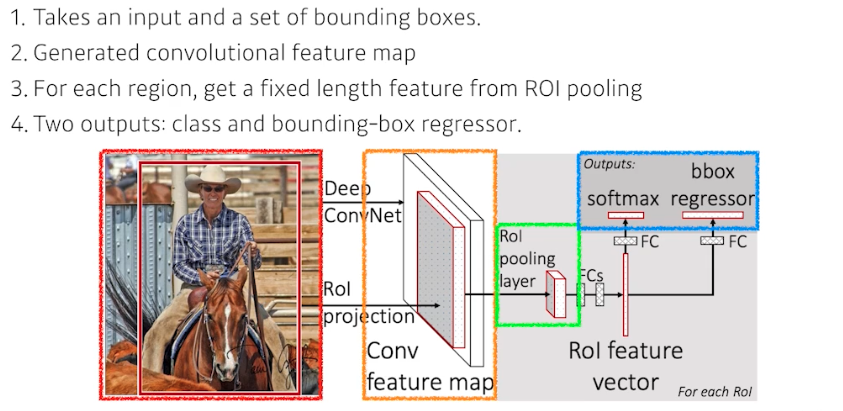 1. Takes an input and a set of bounding boxes.
2. Generated convolutional feature map
3. For each region, get a fixed length feature from ROI pooling
4. Two outputs: class and bounding-box regressor.
Outputs:
bbox
softmax regressor
Deep
ConvNet
RoI
pooling
layer
FC
FC
FCs
RoI
projection
Conv
feature map
RoI feature
vector
For each RoI